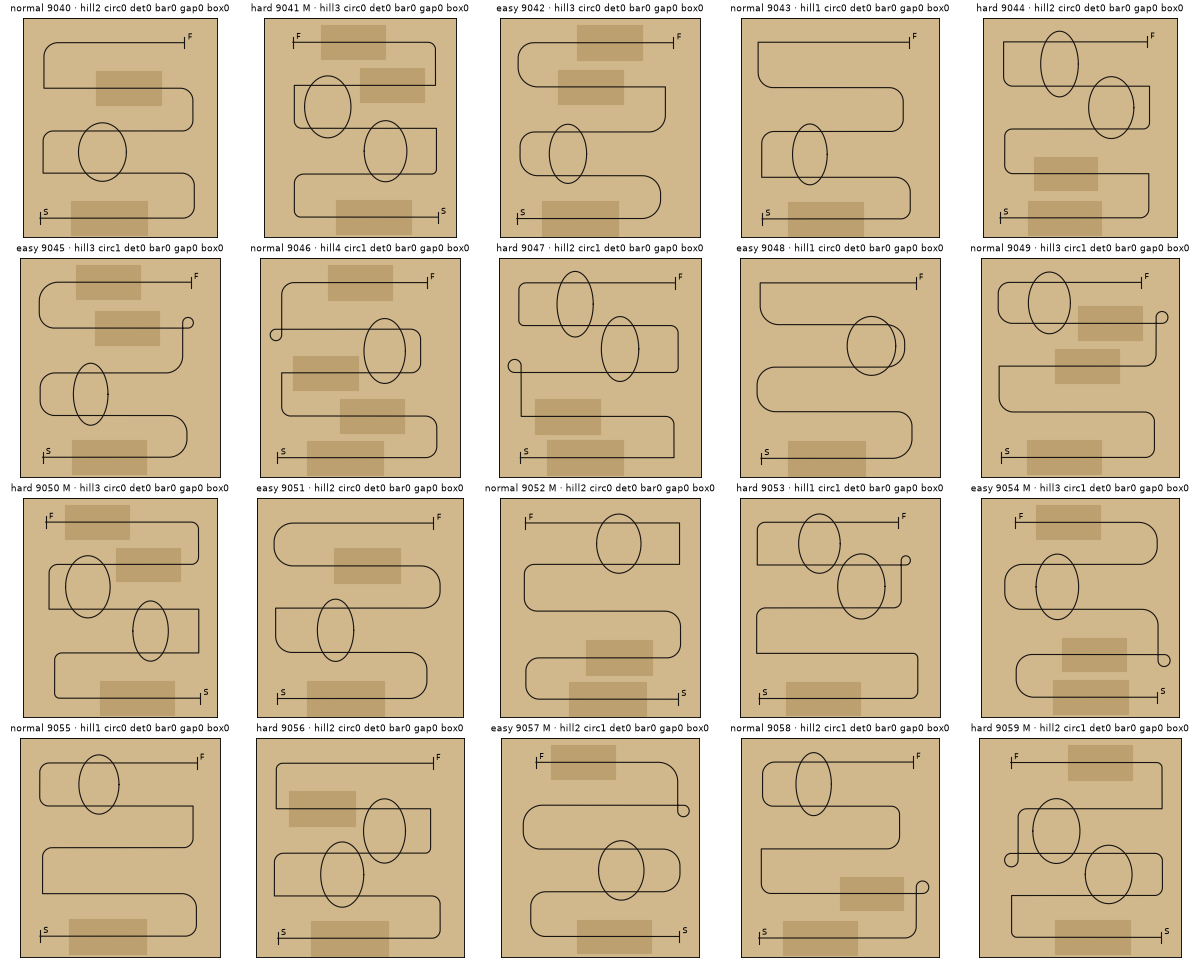 normal 9040 · hill2 circ0 det0 bar0 gap0 box0
hard 9041 M · hill3 circ0 det0 bar0 gap0 box0
easy 9042 · hill3 circ0 det0 bar0 gap0 box0
normal 9043 · hill1 circ0 det0 bar0 gap0 box0
hard 9044 · hill2 circ0 det0 bar0 gap0 box0
F
F
F
F
F
S
S
S
S
S
easy 9045 · hill3 circ1 det0 bar0 gap0 box0
normal 9046 · hill4 circ1 det0 bar0 gap0 box0
hard 9047 · hill2 circ1 det0 bar0 gap0 box0
easy 9048 · hill1 circ0 det0 bar0 gap0 box0
normal 9049 · hill3 circ1 det0 bar0 gap0 box0
F
F
F
F
F
S
S
S
S
S
hard 9050 M · hill3 circ0 det0 bar0 gap0 box0
easy 9051 · hill2 circ0 det0 bar0 gap0 box0
normal 9052 M · hill2 circ0 det0 bar0 gap0 box0
hard 9053 · hill1 circ1 det0 bar0 gap0 box0
easy 9054 M · hill3 circ1 det0 bar0 gap0 box0
F
F
F
F
F
S
S
S
S
S
normal 9055 · hill1 circ0 det0 bar0 gap0 box0
hard 9056 · hill2 circ0 det0 bar0 gap0 box0
easy 9057 M · hill2 circ1 det0 bar0 gap0 box0
normal 9058 · hill2 circ1 det0 bar0 gap0 box0
hard 9059 M · hill2 circ1 det0 bar0 gap0 box0
F
F
F
F
F
S
S
S
S
S